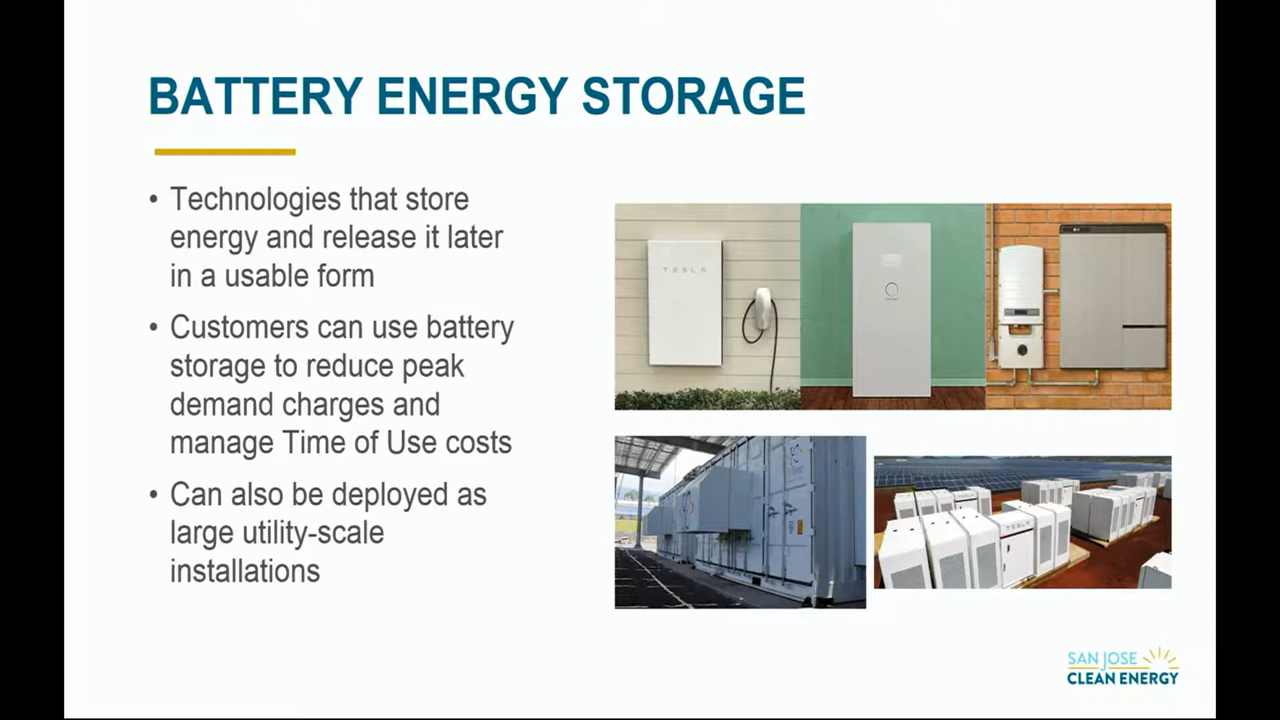 BATTERY ENERGY STORAGE
• Technologies that store
energy and release it later
in a usable form
• Customers can use battery
storage to reduce peak
demand charges and
manage Time of Use costs
• Can also be deployed as
large utility-scale
installations
TESLA
LG
TESLA
SAN JOSE
CLEAN ENERGY